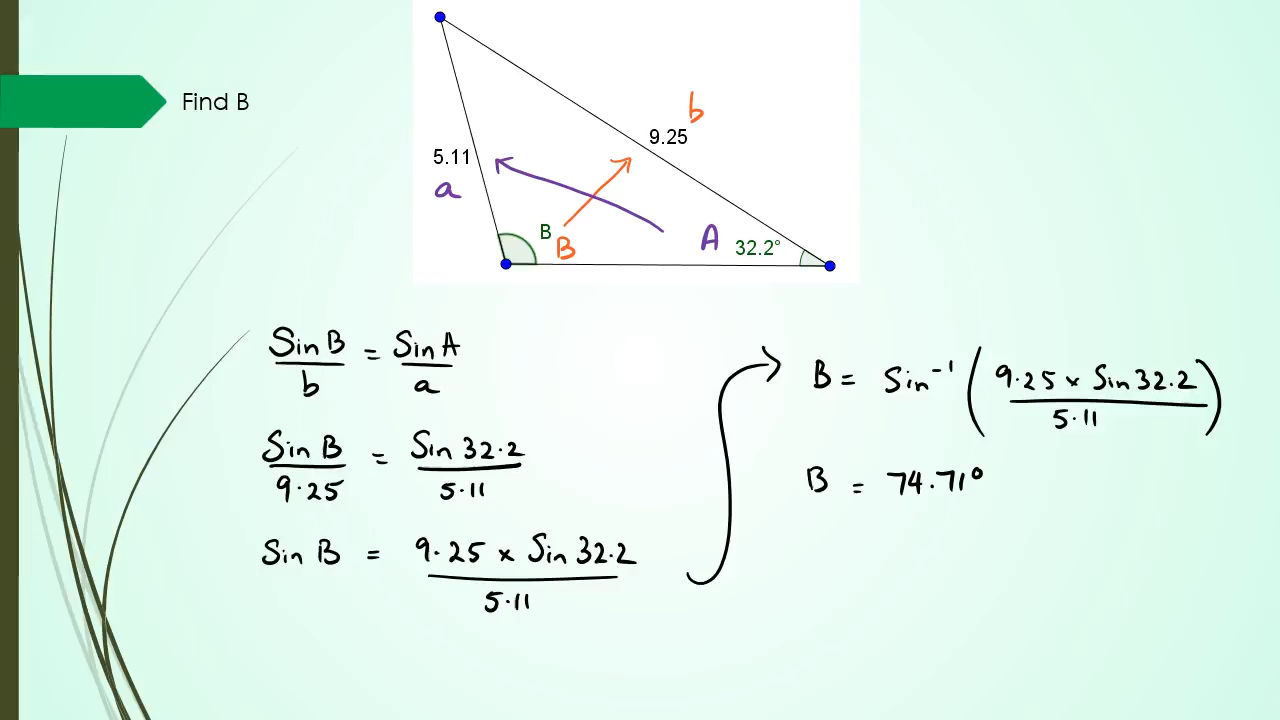 Find B
b
9.25
5.11
a
B
B
A
32.2°
Sin B / b = Sin A / a
Sin B / 9.25 = Sin 32.2 / 5.11
Sin B = 9.25 × Sin 32.2 / 5.11
B = Sin⁻¹ ( 9.25 × Sin 32.2 / 5.11 )
B = 74.71°